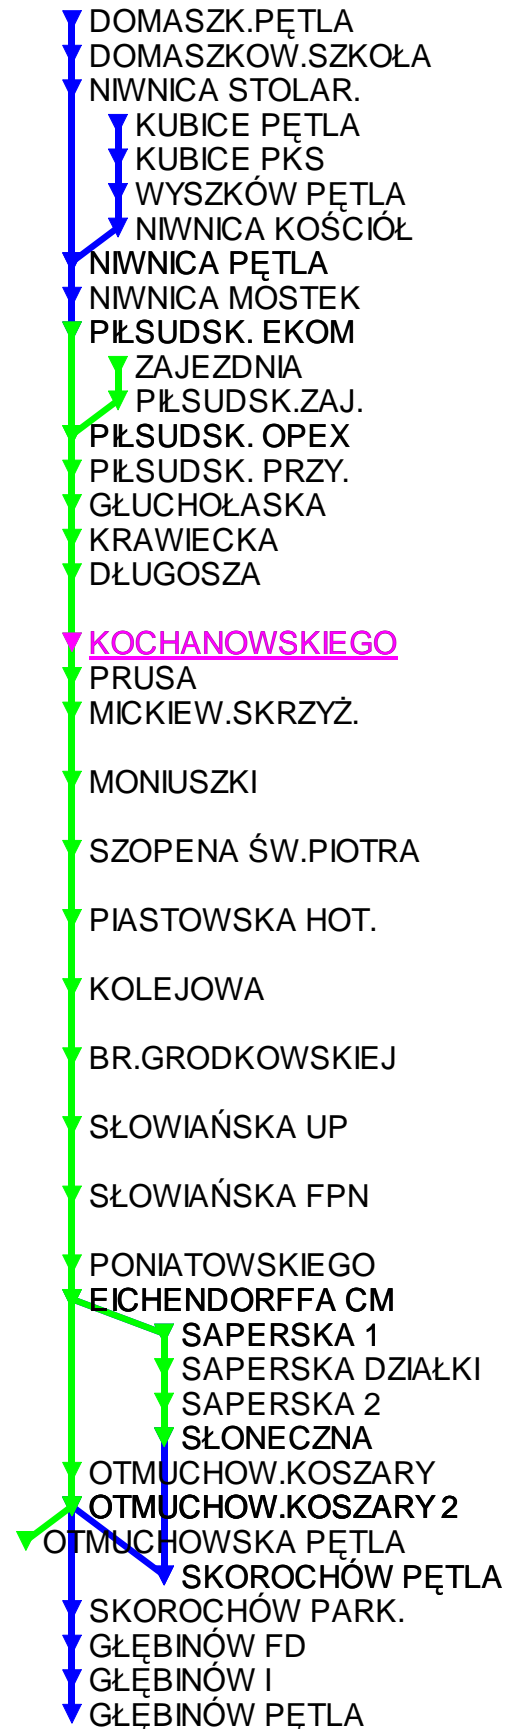 DOMASZK.PĘTLA
DOMASZKOW.SZKOŁA
NIWNICA STOLAR.
KUBICE PĘTLA
KUBICE PKS
WYSZKÓW PĘTLA
NIWNICA KOŚCIÓŁ
NIWNICA PĘTLA
NIWNICA MOSTEK
PIŁSUDSK. EKOM
ZAJEZDNIA
PIŁSUDSK.ZAJ.
PIŁSUDSK. OPEX
PIŁSUDSK. PRZY.
GŁUCHOŁASKA
KRAWIECKA
DŁUGOSZA
KOCHANOWSKIEGO
PRUSA
MICKIEW.SKRZYŻ.
MONIUSZKI
SZOPENA ŚW.PIOTRA
PIASTOWSKA HOT.
KOLEJOWA
BR.GRODKOWSKIEJ
SŁOWIAŃSKA UP
SŁOWIAŃSKA FPN
PONIATOWSKIEGO
EICHENDORFFA CM
SAPERSKA 1
SAPERSKA DZIAŁKI
SAPERSKA 2
SŁONECZNA
OTMUCHOW.KOSZARY
OTMUCHOW.KOSZARY 2
OTMUCHOWSKA PĘTLA
SKOROCHÓW PĘTLA
SKOROCHÓW PARK.
GŁĘBINÓW FD
GŁĘBINÓW I
GŁĘBINÓW PĘTLA